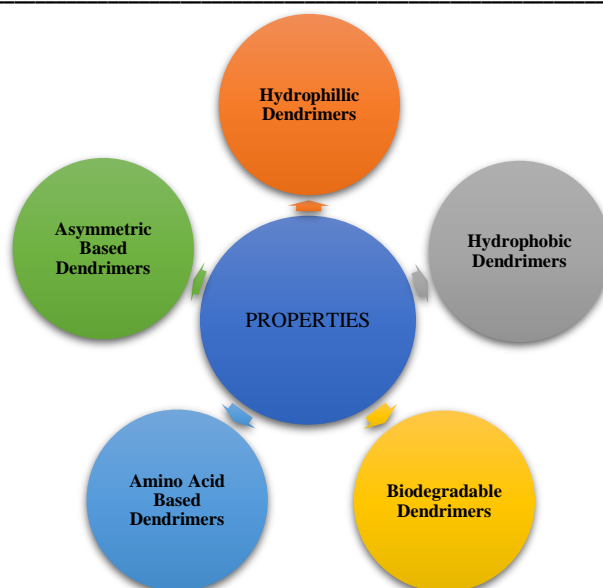 Hydrophillic
Dendrimers
Asymmetric
Based
Dendrimers
Hydrophobic
Dendrimers
PROPERTIES
Amino Acid
Based
Dendrimers
Biodegradable
Dendrimers